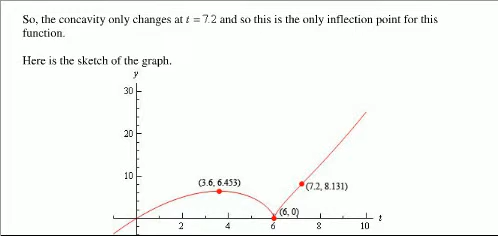 So, the concavity only changes at t = 7.2 and so this is the only inflection point for this
function.
Here is the sketch of the graph.
y
30
20
10
(3.6, 6.453)
(7.2, 8.131)
(6, 0)
2 4 6 8 10 t